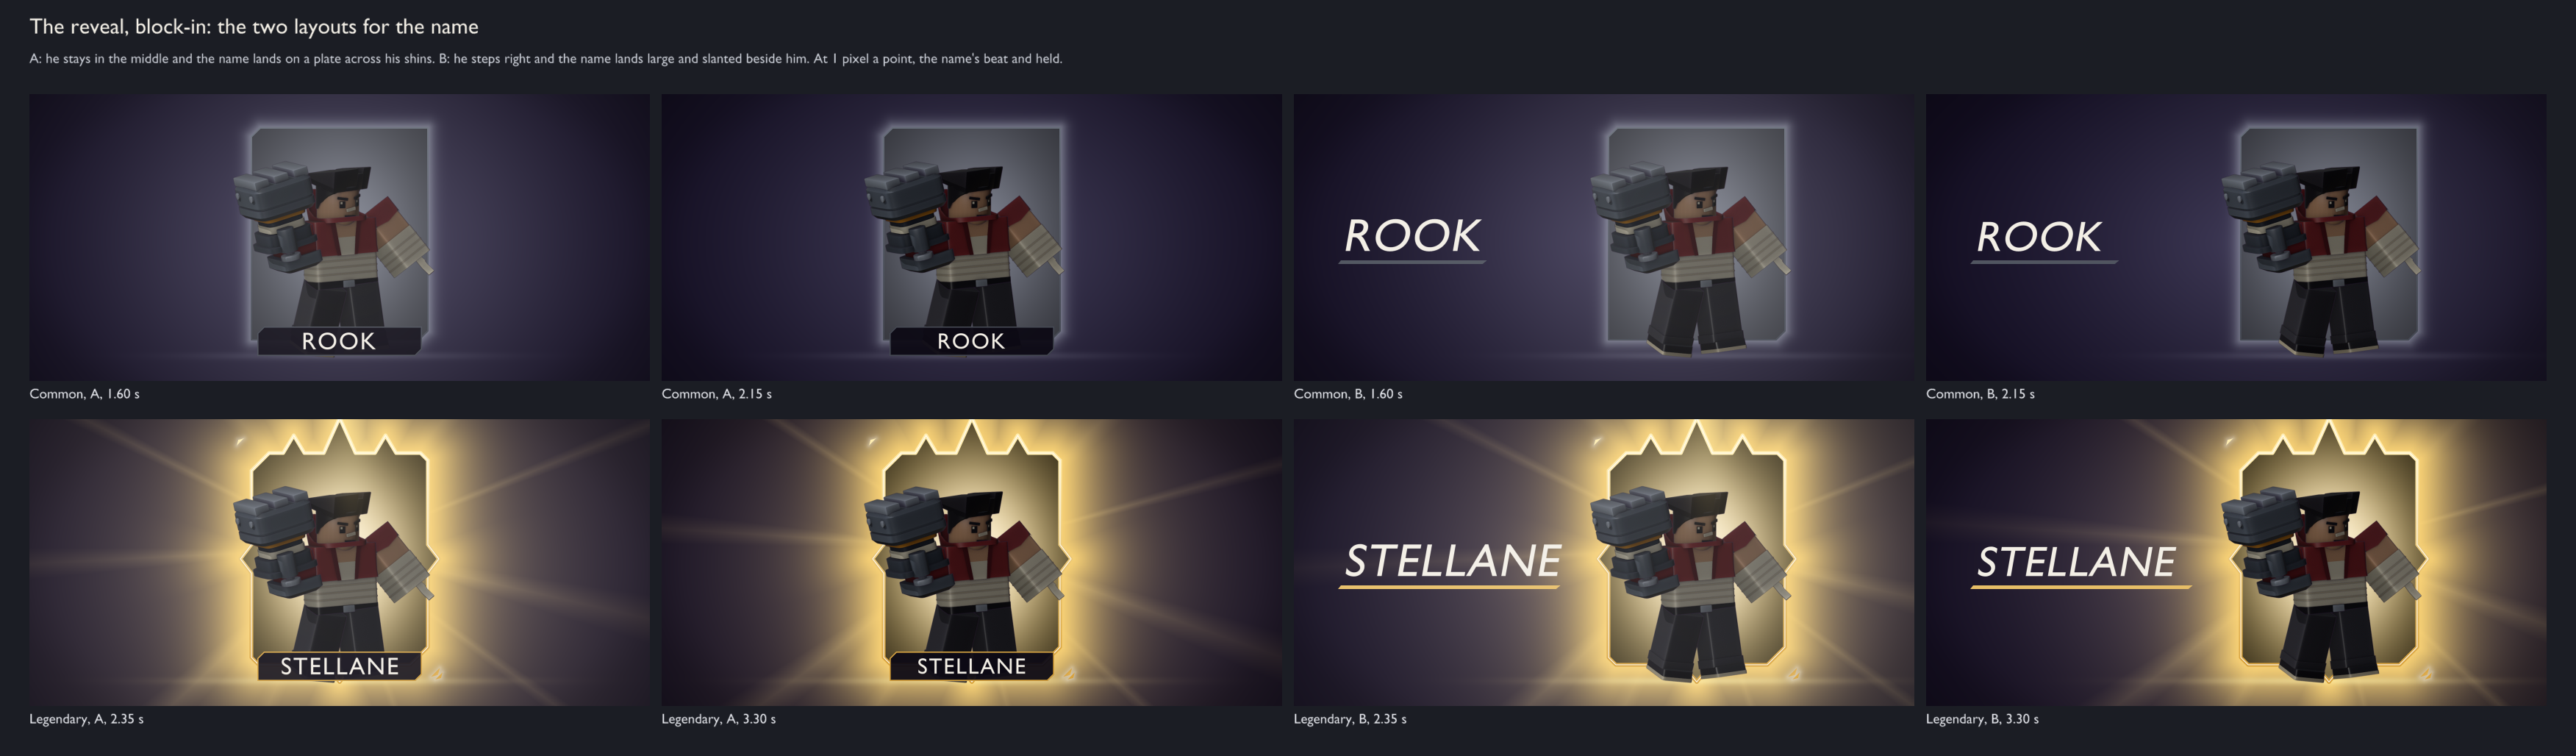 The reveal, block-in: the two layouts for the name
A: he stays in the middle and the name lands on a plate across his shins. B: he steps right and the name lands large and slanted beside him. At 1 pixel a point, the name's beat and held.
ROOK
ROOK
ROOK
ROOK
Common, A, 1.60 s
Common, A, 2.15 s
Common, B, 1.60 s
Common, B, 2.15 s
STELLANE
STELLANE
STELLANE
STELLANE
Legendary, A, 2.35 s
Legendary, A, 3.30 s
Legendary, B, 2.35 s
Legendary, B, 3.30 s